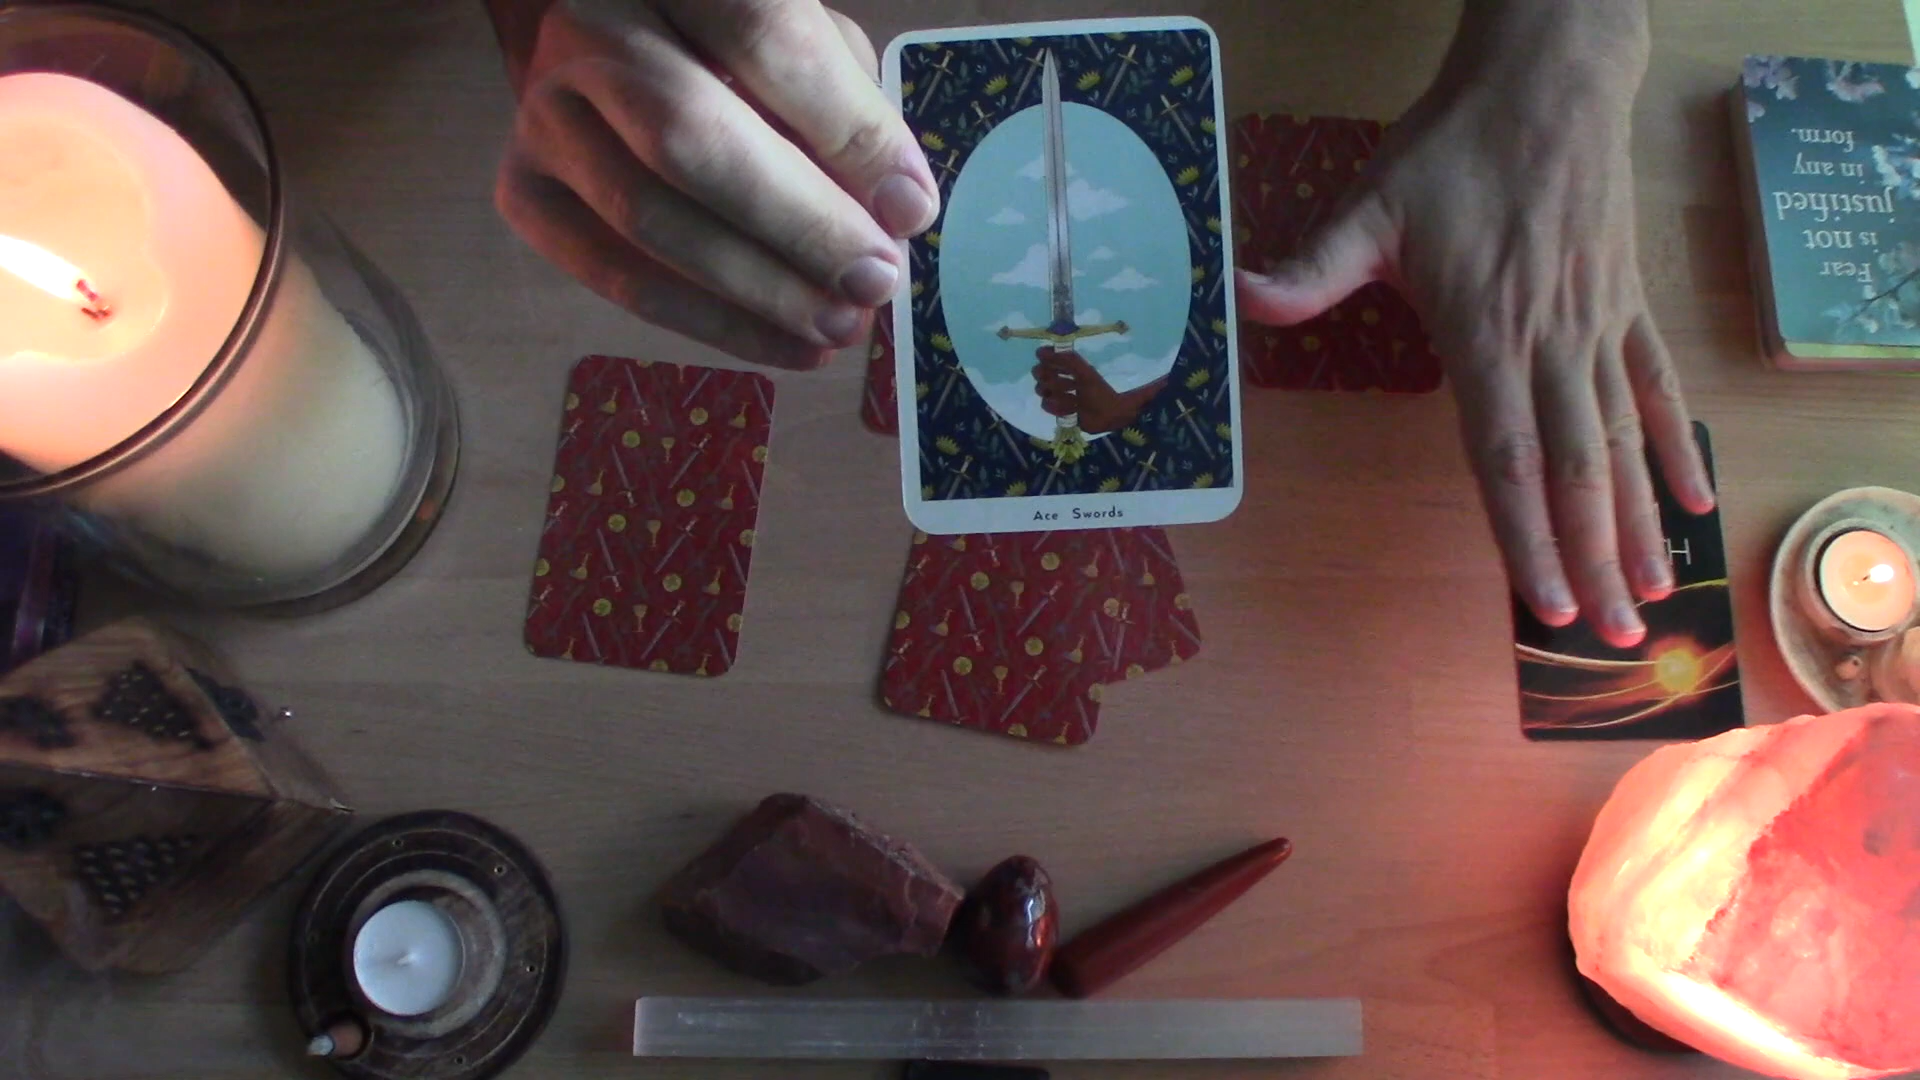 Ace Swords
Fear
is not
justified
in any
form.